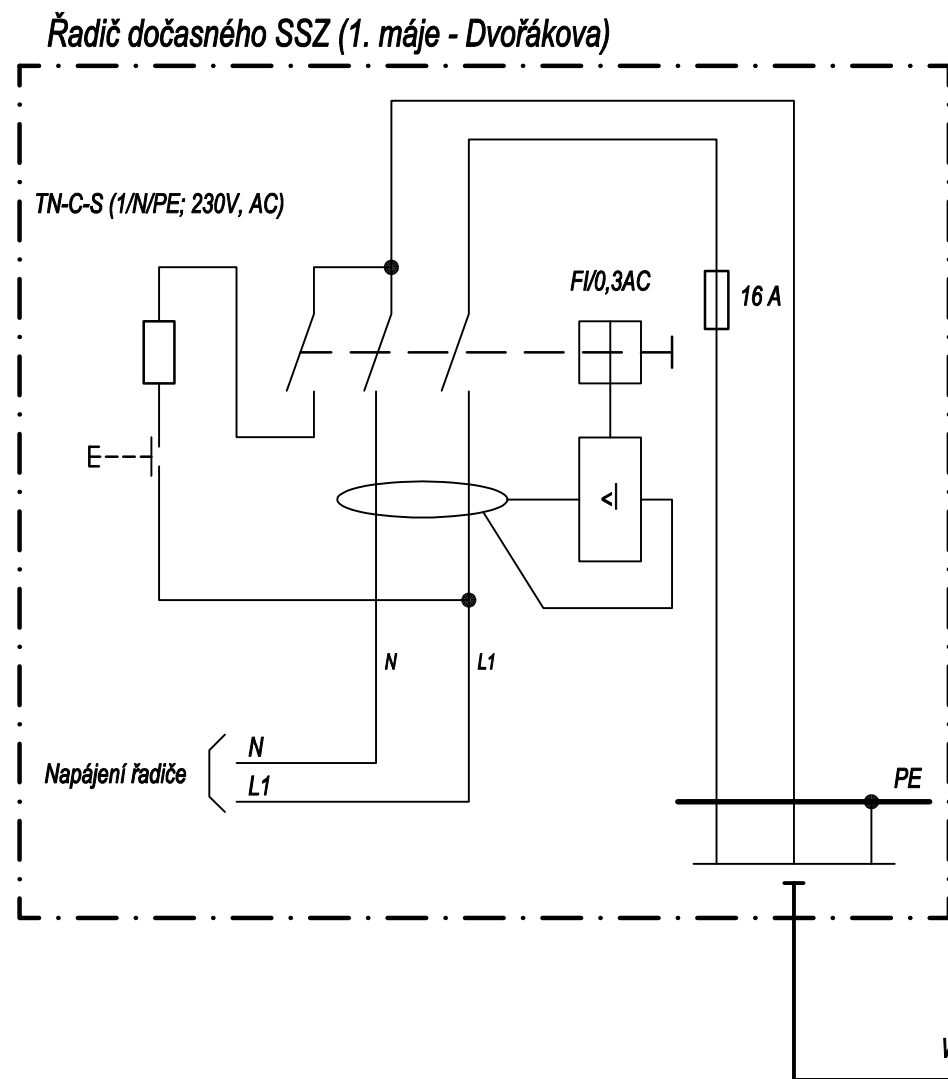 Řadič dočasného SSZ (1. máje - Dvořákova)
TN-C-S (1/N/PE; 230V, AC)
FI/0,3AC
16 A
N
L1
Napájení řadiče
N
L1
PE